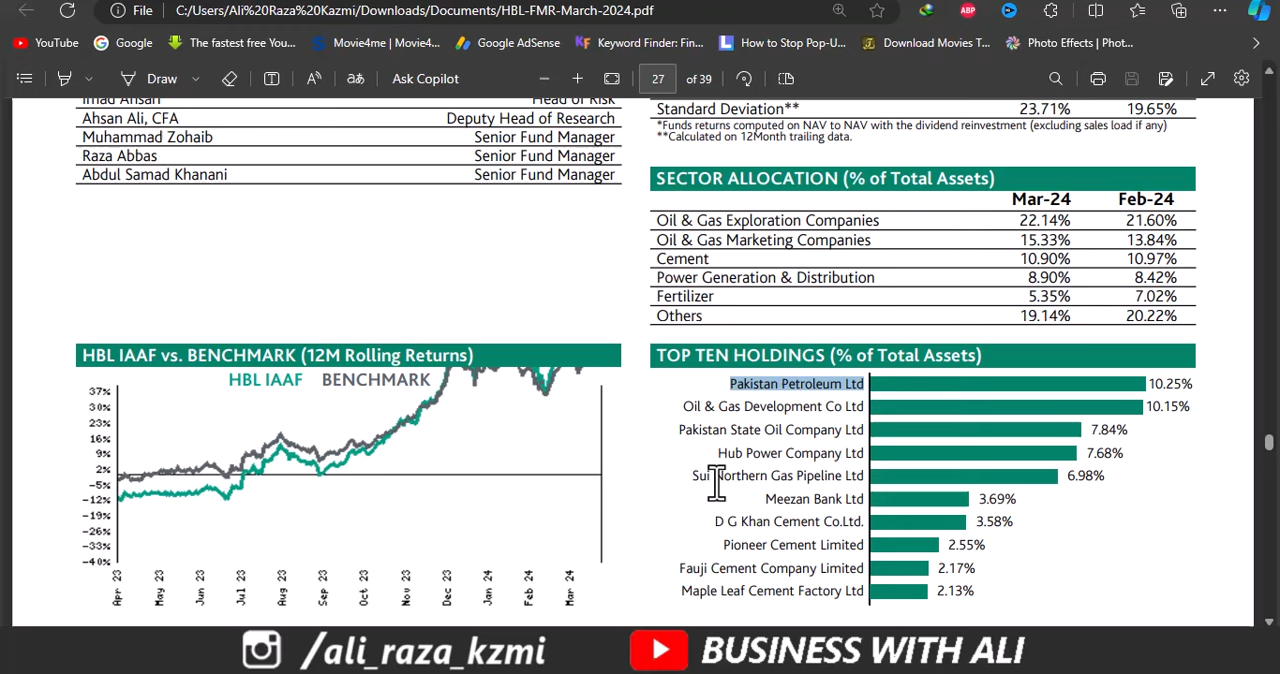 File C:/Users/Ali%20Raza%20Kazmi/Downloads/Documents/HBL-FMR-March-2024.pdf
ABP
YouTube Google The fastest free You... Movie4me | Movie4... Google AdSense Keyword Finder: Fin... How to Stop Pop-U... Download Movies T... Photo Effects | Phot...
Draw Ask Copilot 27 of 39
Imad Ansari Head of Risk
Ahsan Ali, CFA Deputy Head of Research
Muhammad Zohaib Senior Fund Manager
Raza Abbas Senior Fund Manager
Abdul Samad Khanani Senior Fund Manager
Standard Deviation** 23.71% 19.65%
*Funds returns computed on NAV to NAV with the dividend reinvestment (excluding sales load if any)
**Calculated on 12Month trailing data.
SECTOR ALLOCATION (% of Total Assets)
Mar-24 Feb-24
Oil & Gas Exploration Companies 22.14% 21.60%
Oil & Gas Marketing Companies 15.33% 13.84%
Cement 10.90% 10.97%
Power Generation & Distribution 8.90% 8.42%
Fertilizer 5.35% 7.02%
Others 19.14% 20.22%
HBL IAAF vs. BENCHMARK (12M Rolling Returns)
HBL IAAF BENCHMARK
37%
30%
23%
16%
9%
2%
-5%
-12%
-19%
-26%
-33%
-40%
Apr 23 May 23 Jun 23 Jul 23 Aug 23 Sep 23 Oct 23 Nov 23 Dec 23 Jan 24 Feb 24 Mar 24
TOP TEN HOLDINGS (% of Total Assets)
Pakistan Petroleum Ltd 10.25%
Oil & Gas Development Co Ltd 10.15%
Pakistan State Oil Company Ltd 7.84%
Hub Power Company Ltd 7.68%
Sui Northern Gas Pipeline Ltd 6.98%
Meezan Bank Ltd 3.69%
D G Khan Cement Co.Ltd. 3.58%
Pioneer Cement Limited 2.55%
Fauji Cement Company Limited 2.17%
Maple Leaf Cement Factory Ltd 2.13%
/ali_raza_kzmi BUSINESS WITH ALI